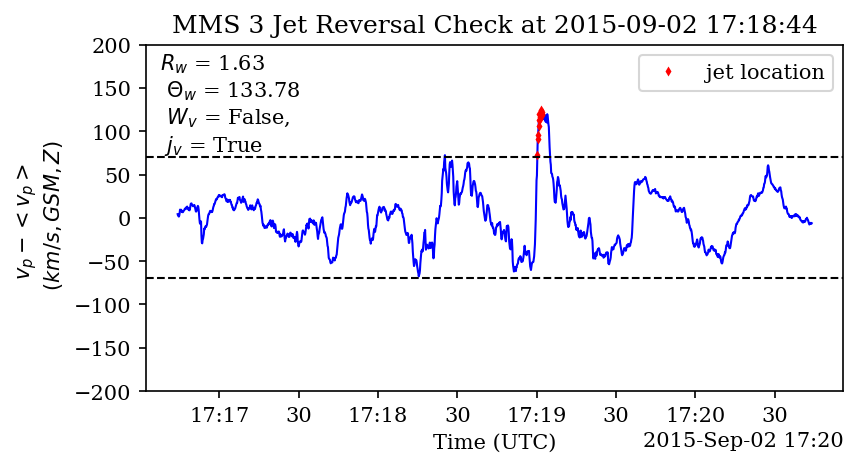 MMS 3 Jet Reversal Check at 2015-09-02 17:18:44
R_w = 1.63
Θ_w = 133.78
W_v = False,
j_v = True
jet location
v_p − < v_p >
(km/s, GSM, Z)
200
150
100
50
0
−50
−100
−150
−200
17:17 30 17:18 30 17:19 30 17:20 30
Time (UTC)
2015-Sep-02 17:20